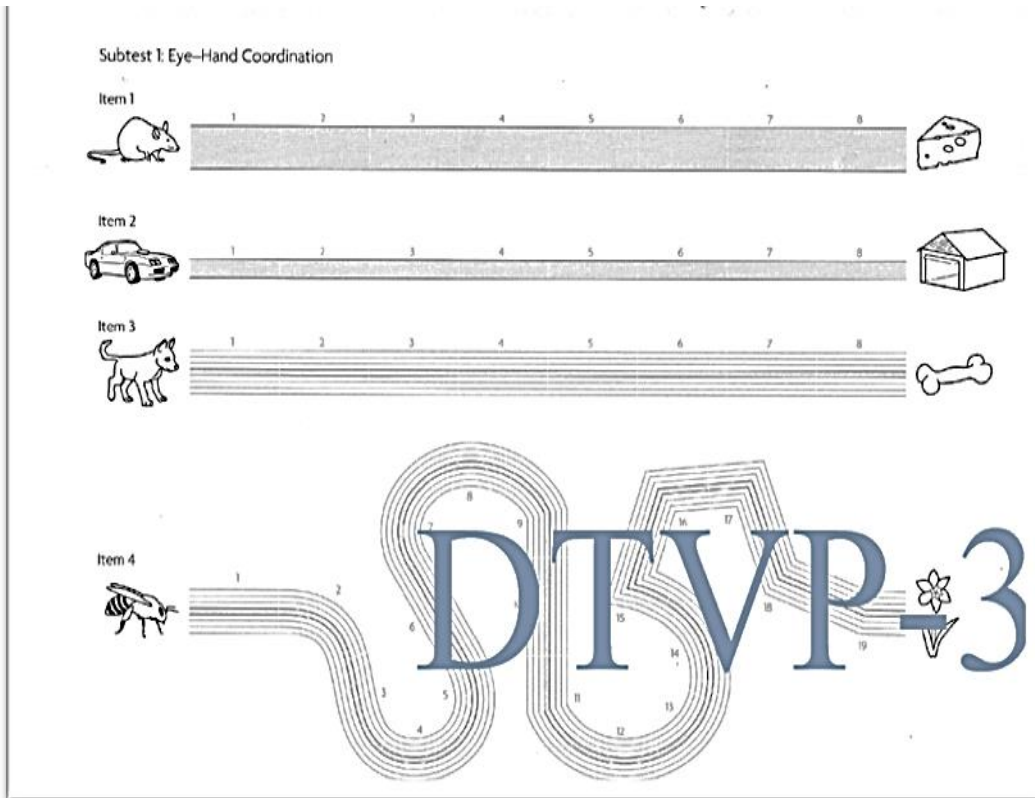 Subtest 1: Eye–Hand Coordination
Item 1
1 2 3 4 5 6 7 8
Item 2
1 2 3 4 5 6 7 8
Item 3
1 2 3 4 5 6 7 8
Item 4
1 2 3 4 5 6 7 8 9 11 12 13 14 15 16 17 18 19
DTVP-3